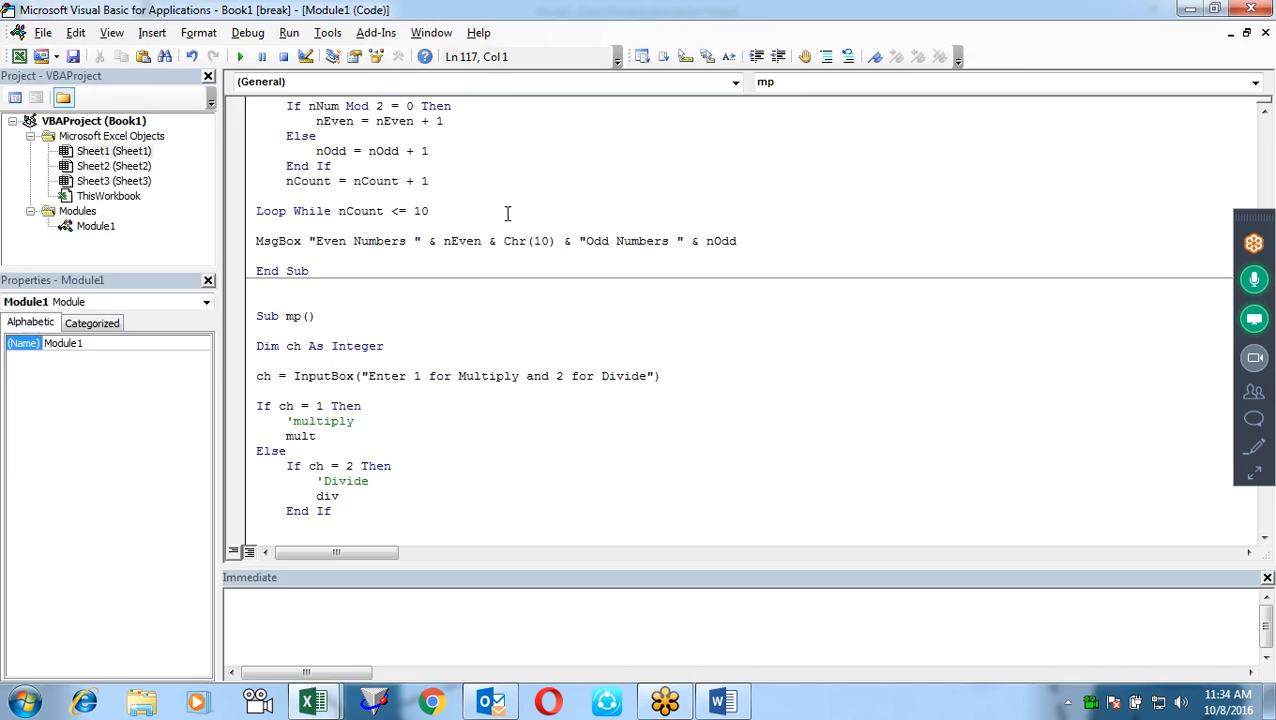 Microsoft Visual Basic for Applications - Book1 [break] - [Module1 (Code)]
File Edit View Insert Format Debug Run Tools Add-Ins Window Help
Ln 117, Col 1
Project - VBAProject
(General)
mp
VBAProject (Book1)
Microsoft Excel Objects
Sheet1 (Sheet1)
Sheet2 (Sheet2)
Sheet3 (Sheet3)
ThisWorkbook
Modules
Module1
Properties - Module1
Module1 Module
Alphabetic Categorized
(Name) Module1
If nNum Mod 2 = 0 Then
nEven = nEven + 1
Else
nOdd = nOdd + 1
End If
nCount = nCount + 1
Loop While nCount <= 10
MsgBox "Even Numbers " & nEven & Chr(10) & "Odd Numbers " & nOdd
End Sub
Sub mp()
Dim ch As Integer
ch = InputBox("Enter 1 for Multiply and 2 for Divide")
If ch = 1 Then
'multiply
mult
Else
If ch = 2 Then
'Divide
div
End If
Immediate
11:34 AM
10/8/2016